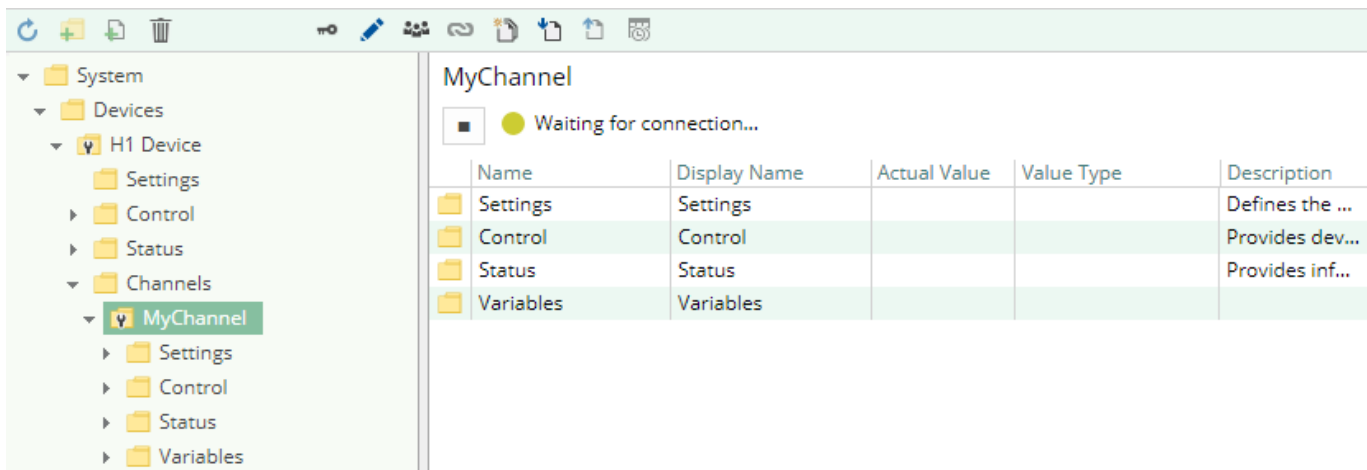 System
Devices
H1 Device
Settings
Control
Status
Channels
MyChannel
Settings
Control
Status
Variables
MyChannel
Waiting for connection...
Name Display Name Actual Value Value Type Description
Settings Settings Defines the ...
Control Control Provides dev...
Status Status Provides inf...
Variables Variables